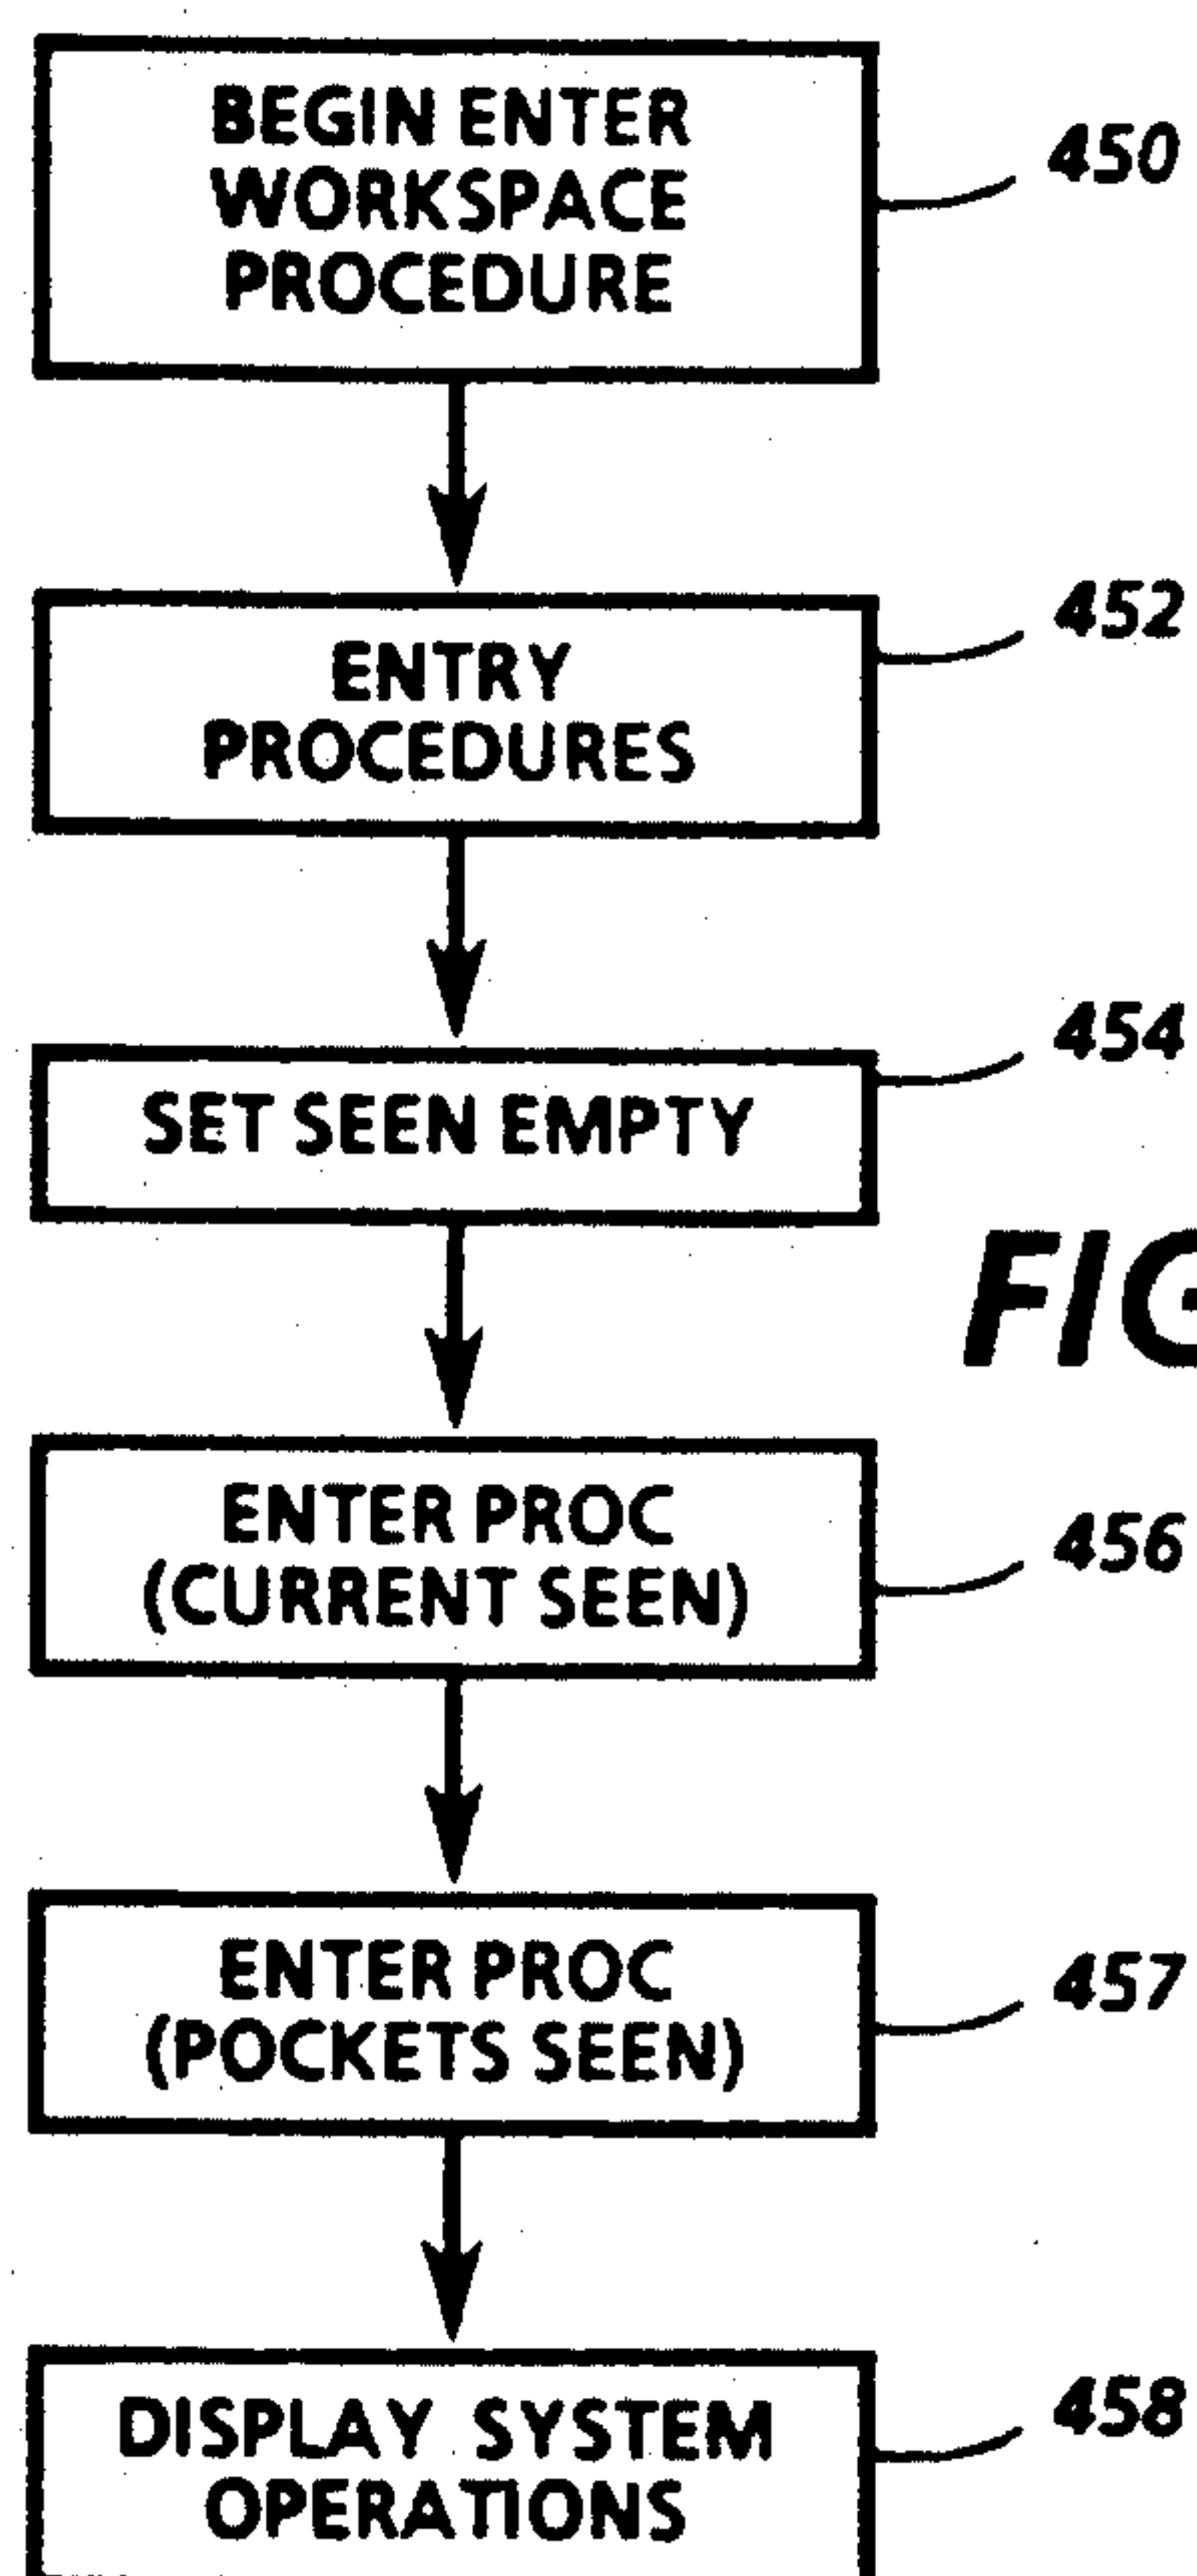 BEGIN ENTER
WORKSPACE
PROCEDURE
450
ENTRY
PROCEDURES
452
SET SEEN EMPTY
454
FIG
ENTER PROC
(CURRENT SEEN)
456
ENTER PROC
(POCKETS SEEN)
457
DISPLAY SYSTEM
OPERATIONS
458